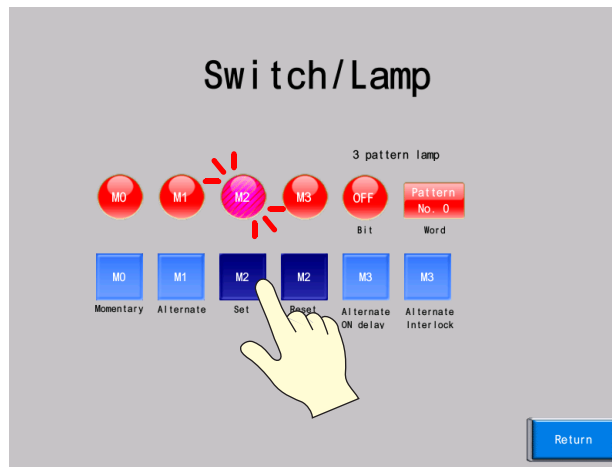 Switch/Lamp
3 pattern lamp
M0 M1 M2 M3 OFF Pattern
No. 0
Bit Word
M0 M1 M2 M2 M3 M3
Momentary Alternate Set Reset Alternate Alternate
ON delay Interlock
Return